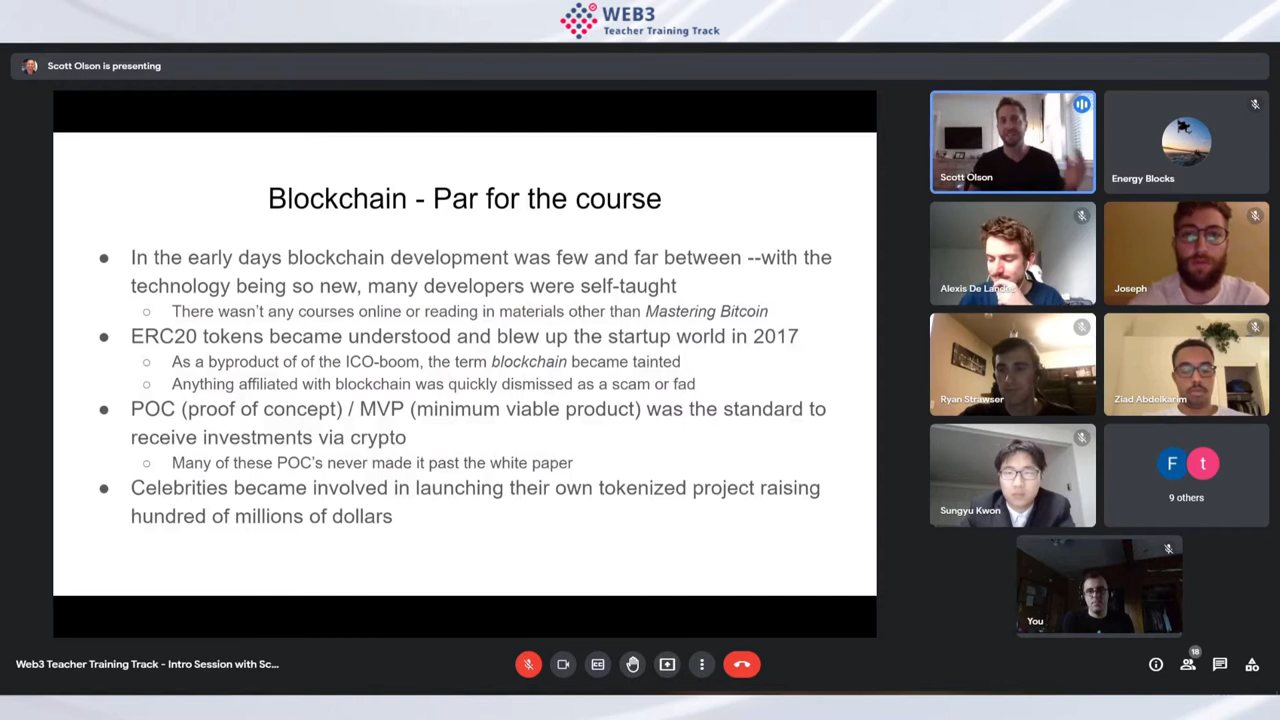 WEB3
Teacher Training Track
Scott Olson is presenting
Blockchain - Par for the course
● In the early days blockchain development was few and far between --with the
technology being so new, many developers were self-taught
○ There wasn't any courses online or reading in materials other than Mastering Bitcoin
● ERC20 tokens became understood and blew up the startup world in 2017
○ As a byproduct of of the ICO-boom, the term blockchain became tainted
○ Anything affiliated with blockchain was quickly dismissed as a scam or fad
● POC (proof of concept) / MVP (minimum viable product) was the standard to
receive investments via crypto
○ Many of these POC's never made it past the white paper
● Celebrities became involved in launching their own tokenized project raising
hundred of millions of dollars
Scott Olson
Energy Blocks
Alexis De Landes
Joseph
Ryan Strawser
Ziad Abdelkarim
Sungyu Kwon
F t
9 others
You
Web3 Teacher Training Track - Intro Session with Sc...
CC
18